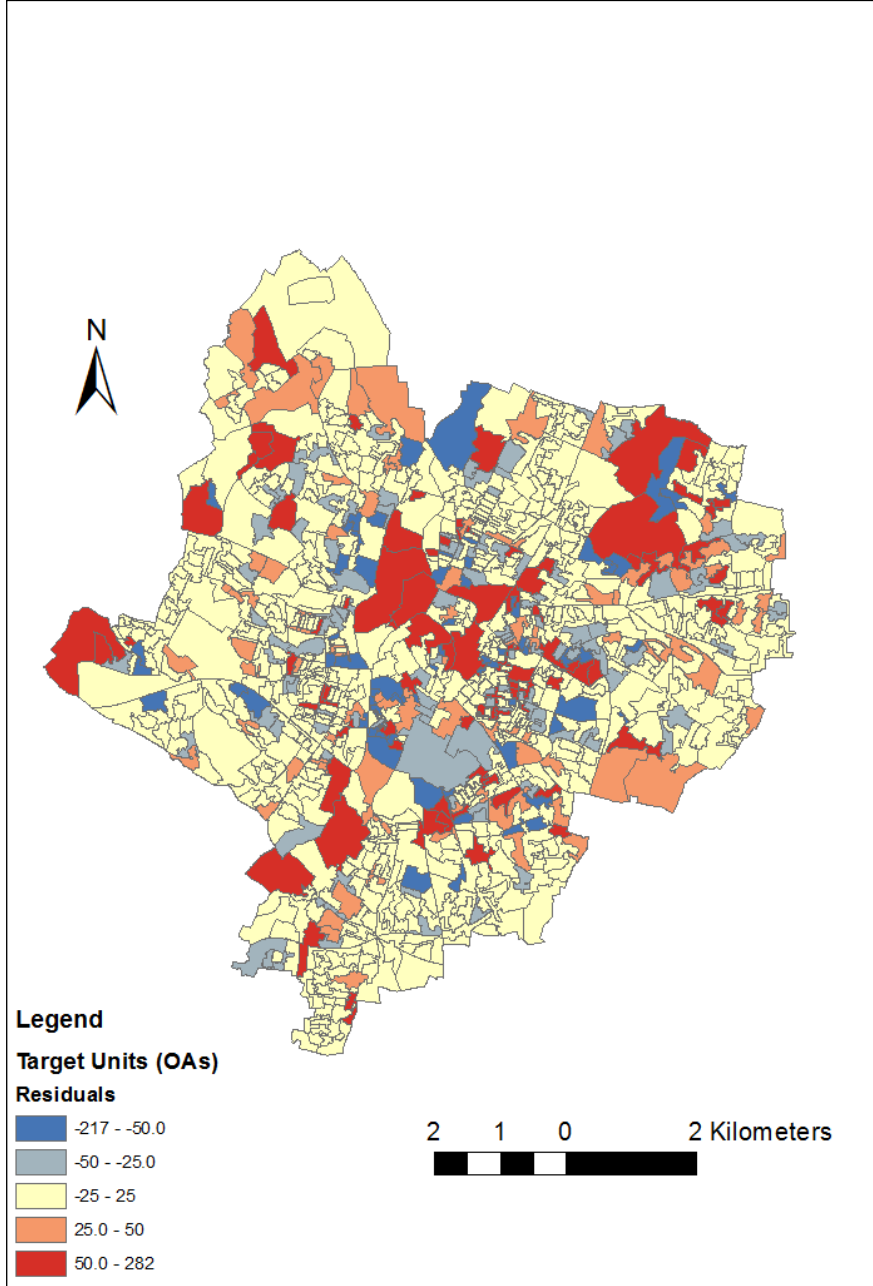 N
Legend
Target Units (OAs)
Residuals
-217 - -50.0
-50 - -25.0
-25 - 25
25.0 - 50
50.0 - 282
2 1 0 2 Kilometers